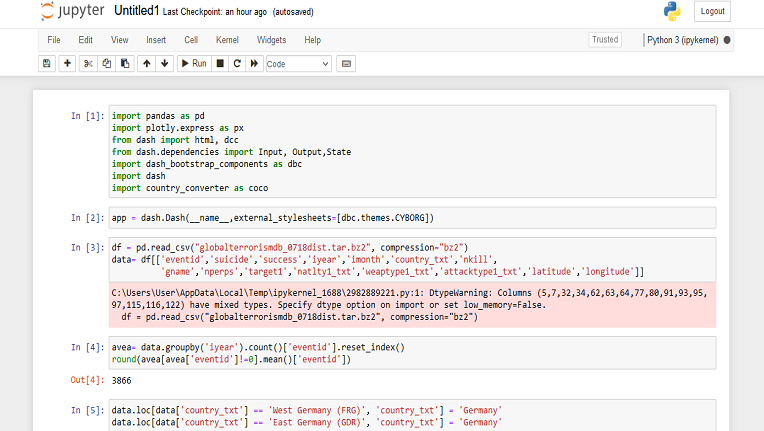 jupyter Untitled1 Last Checkpoint: an hour ago (autosaved)
Logout
File Edit View Insert Cell Kernel Widgets Help
Trusted
Python 3 (ipykernel)
Run
Code
In [1]: import pandas as pd
import plotly.express as px
from dash import html, dcc
from dash.dependencies import Input, Output,State
import dash_bootstrap_components as dbc
import dash
import country_converter as coco
In [2]: app = dash.Dash(__name__,external_stylesheets=[dbc.themes.CYBORG])
In [3]: df = pd.read_csv("globalterrorismdb_0718dist.tar.bz2", compression="bz2")
data= df[['eventid','suicide','success','iyear','imonth','country_txt','nkill',
'gname','nperps','target1','natlty1_txt','weaptype1_txt','attacktype1_txt','latitude','longitude']]
C:\Users\User\AppData\Local\Temp\ipykernel_1688\2982889221.py:1: DtypeWarning: Columns (5,7,32,34,62,63,64,77,80,91,93,95,
97,115,116,122) have mixed types. Specify dtype option on import or set low_memory=False.
df = pd.read_csv("globalterrorismdb_0718dist.tar.bz2", compression="bz2")
In [4]: avea= data.groupby('iyear').count()['eventid'].reset_index()
round(avea[avea['eventid']!=0].mean()['eventid'])
Out[4]: 3866
In [5]: data.loc[data['country_txt'] == 'West Germany (FRG)', 'country_txt'] = 'Germany'
data.loc[data['country_txt'] == 'East Germany (GDR)', 'country_txt'] = 'Germany'